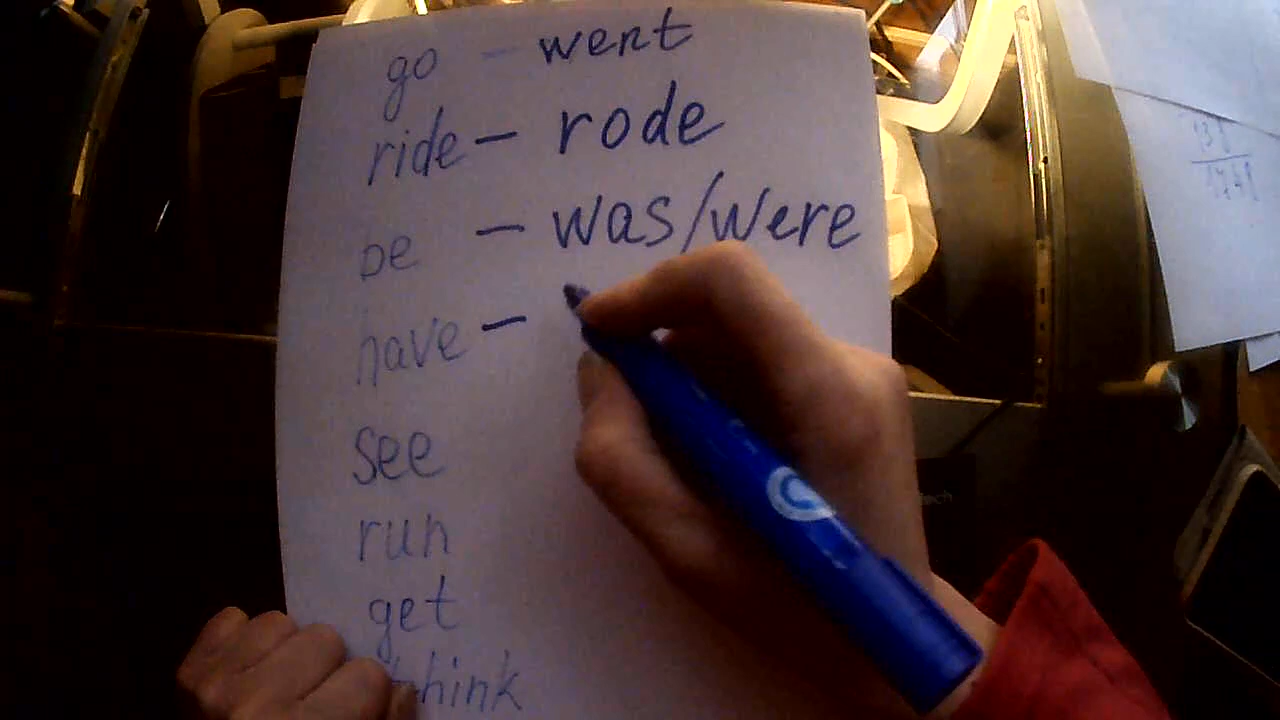 go - went
ride - rode
be - was/were
have -
see
run
get
think